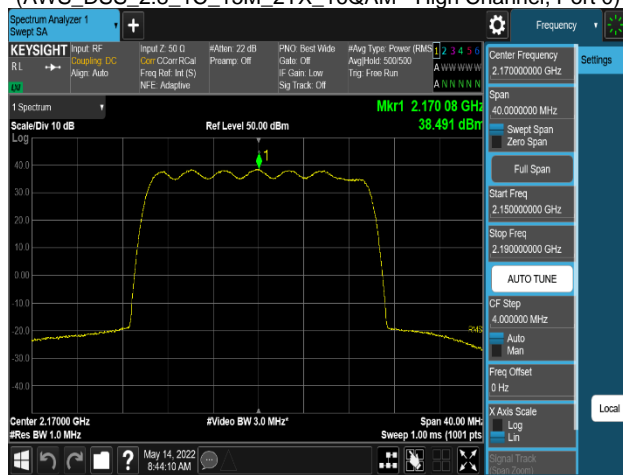 (AWS_DSS_2.6_1C_15M_2TX_16QAM - High Channel, Port 0)
Spectrum Analyzer 1
Swept SA
Frequency
Settings
KEYSIGHT
Input: RF
Input Z: 50 Ω
#Atten: 22 dB
PNO: Best Wide
#Avg Type: Power (RMS
1 2 3 4 5 6
RL
Coupling: DC
Corr CCorr RCal
Preamp: Off
Gate: Off
Avg|Hold: 500/500
A W W W W W
Align: Auto
Freq Ref: Int (S)
IF Gain: Low
Trig: Free Run
NFE: Adaptive
Sig Track: Off
A N N N N N
1 Spectrum
Mkr1 2.170 08 GHz
Scale/Div 10 dB
Ref Level 50.00 dBm
38.491 dBm
Log
1
40.0
30.0
20.0
10.0
0.00
-10.0
-20.0
-30.0
-40.0
RMS
Center 2.17000 GHz
#Video BW 3.0 MHz*
Span 40.00 MHz
#Res BW 1.0 MHz
Sweep 1.00 ms (1001 pts)
May 14, 2022
8:44:10 AM
Center Frequency
2.170000000 GHz
Span
40.0000000 MHz
Swept Span
Zero Span
Full Span
Start Freq
2.150000000 GHz
Stop Freq
2.190000000 GHz
AUTO TUNE
CF Step
4.000000 MHz
Auto
Man
Freq Offset
0 Hz
X Axis Scale
Log
Lin
Local
Signal Track
(Span Zoom)